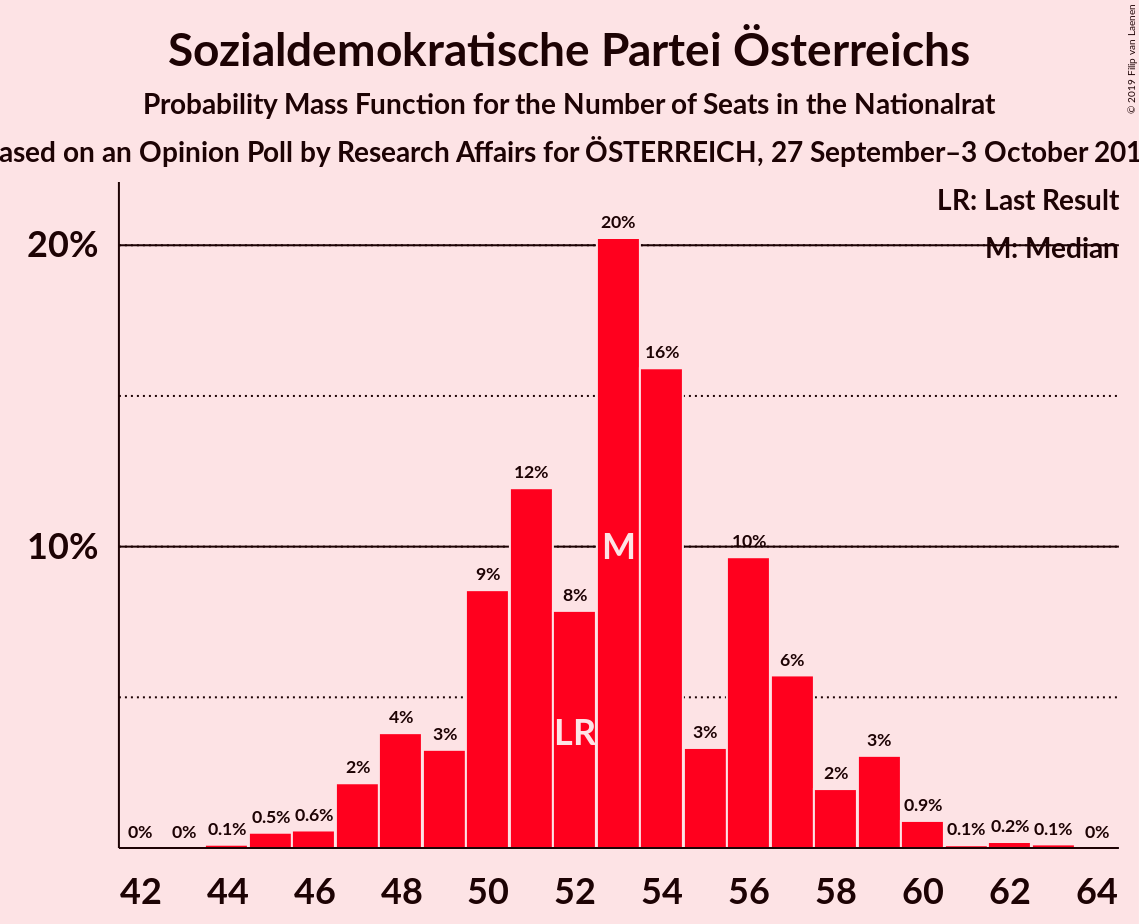 Sozialdemokratische Partei Österreichs
Probability Mass Function for the Number of Seats in the Nationalrat
ased on an Opinion Poll by Research Affairs for ÖSTERREICH, 27 September–3 October 201
© 2019 Filip van Laenen
LR: Last Result
M: Median
20%
10%
0% 0% 0.1% 0.5% 0.6% 2% 4% 3% 9% 12% 8% 20% 16% 3% 10% 6% 2% 3% 0.9% 0.1% 0.2% 0.1% 0%
M
LR
42 44 46 48 50 52 54 56 58 60 62 64